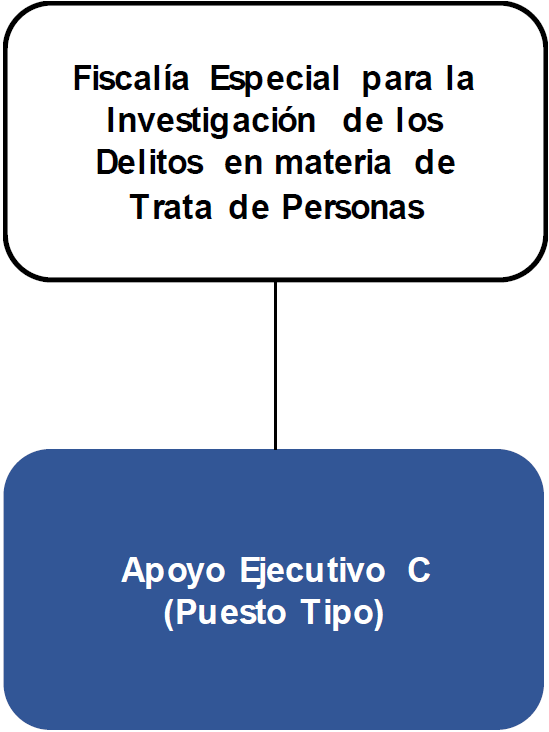 Fiscalía Especial para la
Investigación de los
Delitos en materia de
Trata de Personas
Apoyo Ejecutivo C
(Puesto Tipo)